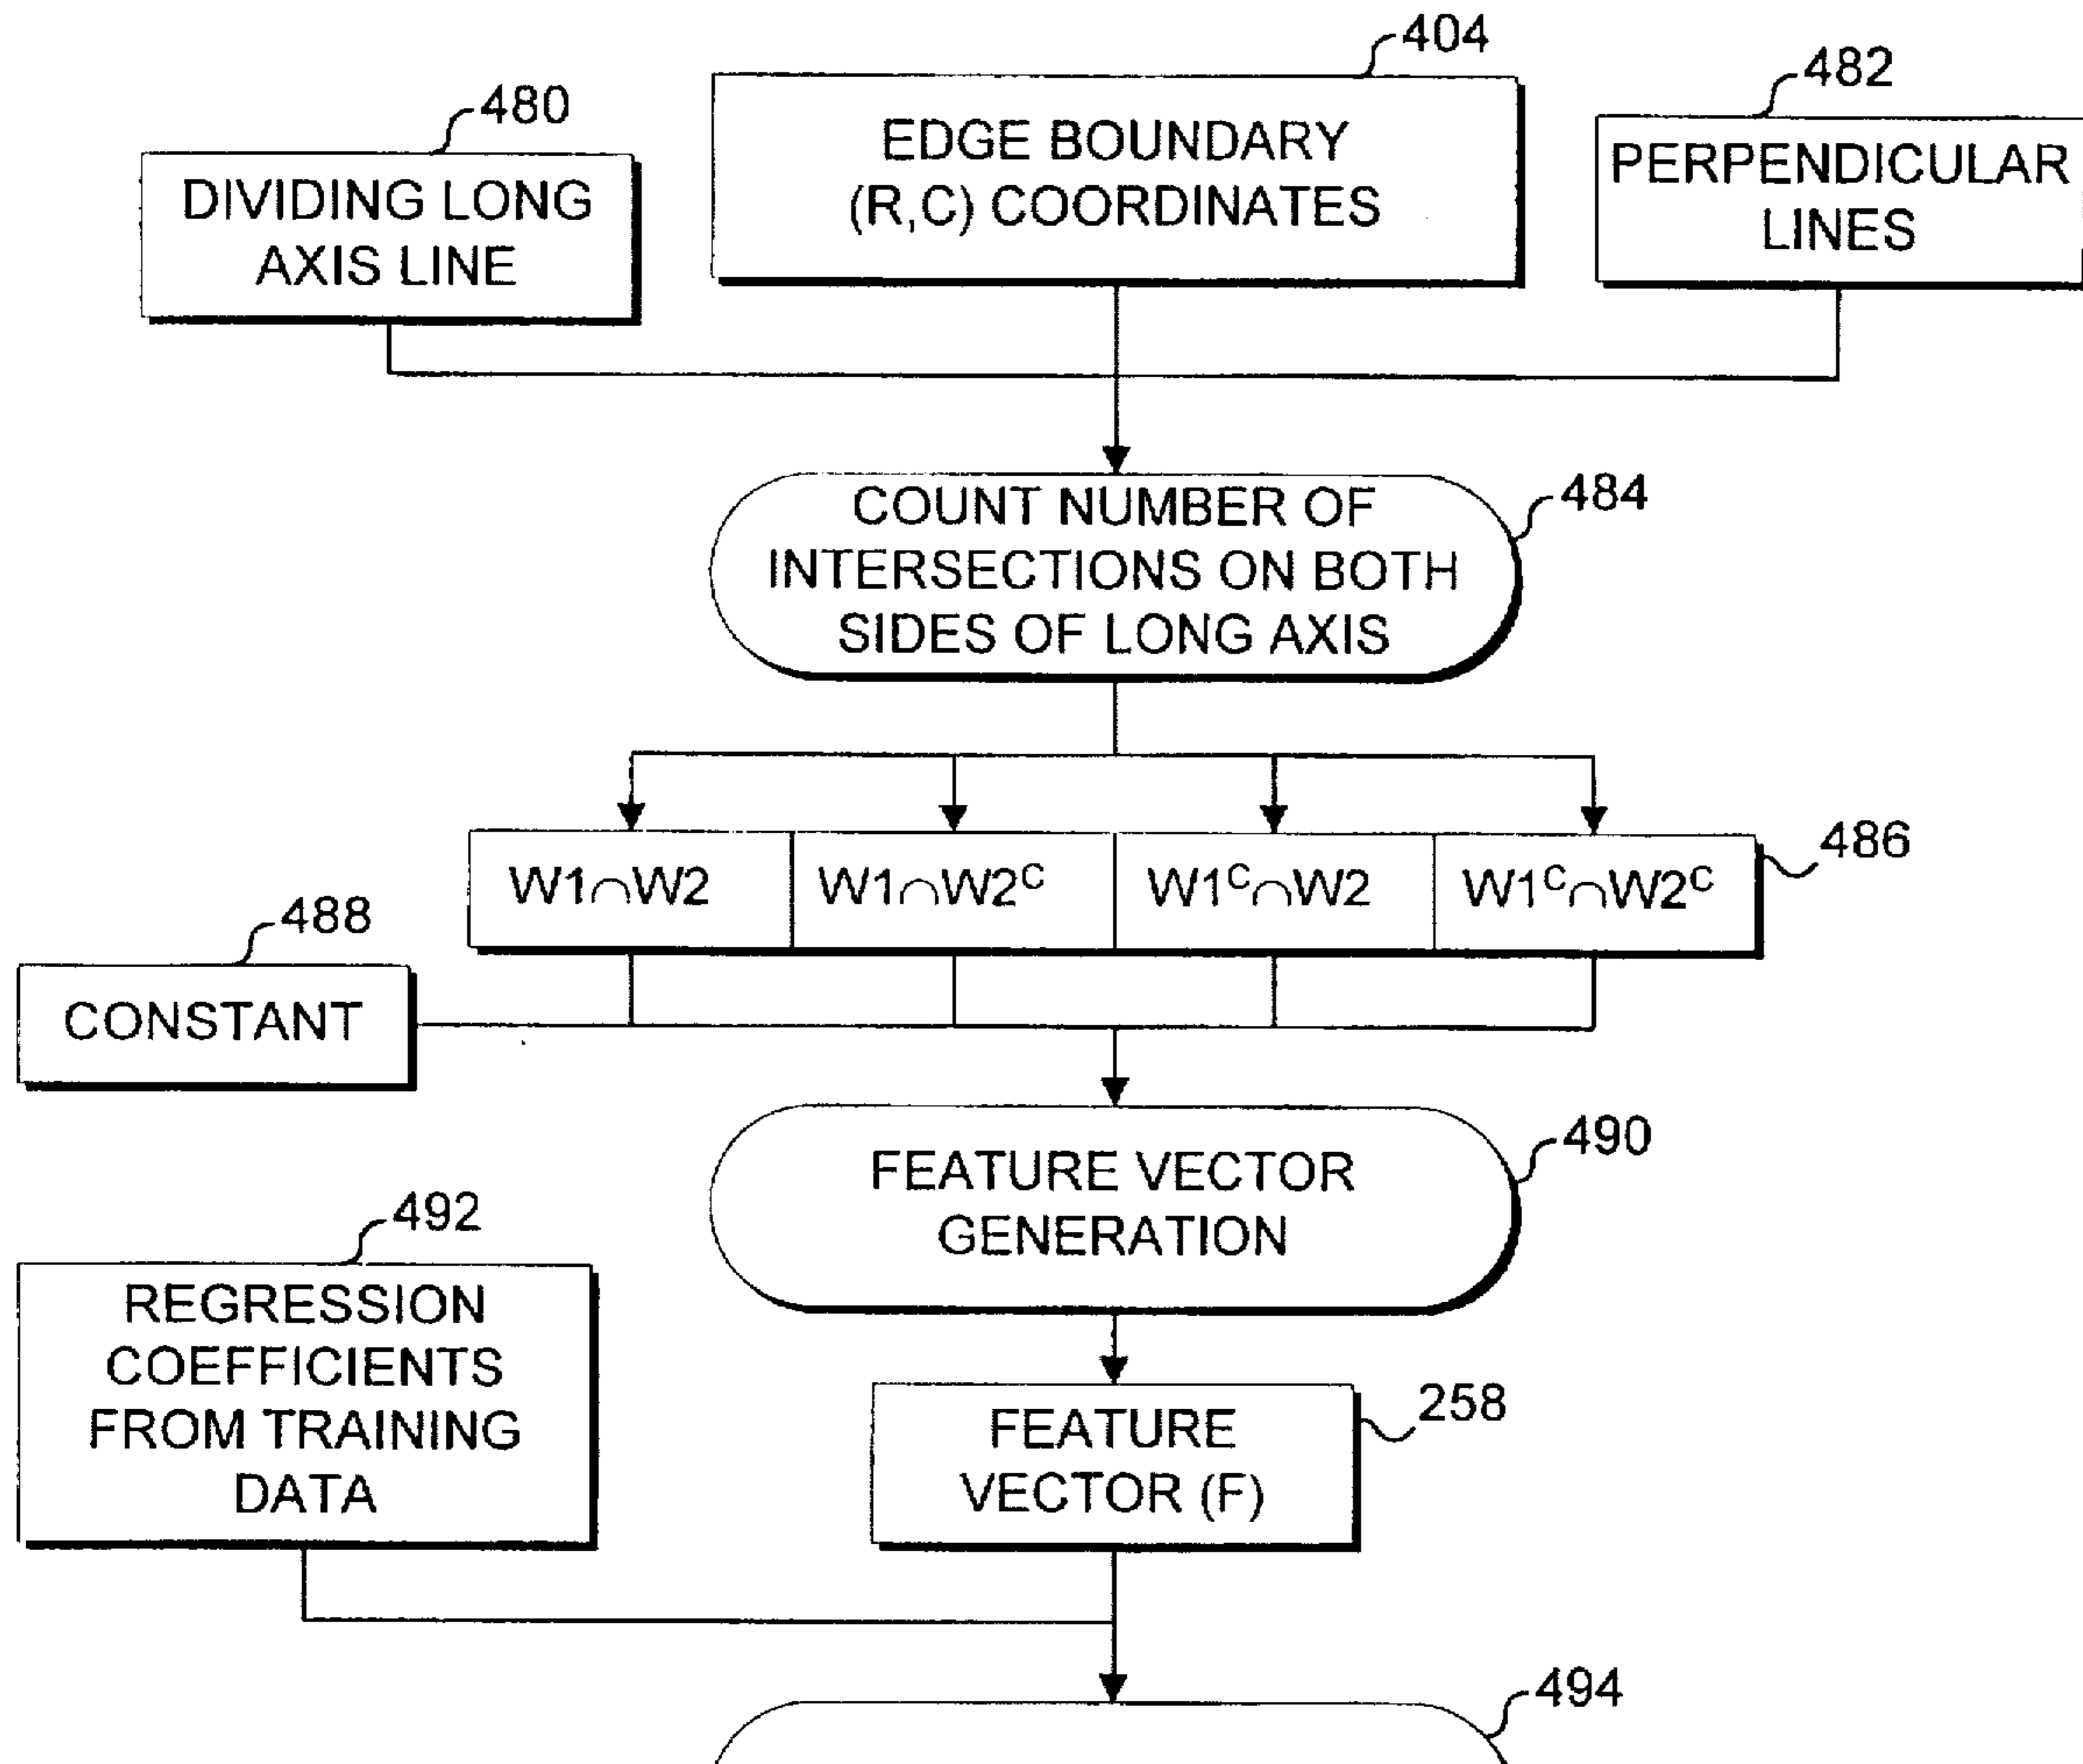 404
480
482
EDGE BOUNDARY
(R,C) COORDINATES
DIVIDING LONG
AXIS LINE
PERPENDICULAR
LINES
COUNT NUMBER OF
INTERSECTIONS ON BOTH
SIDES OF LONG AXIS
484
W1∩W2
W1∩W2ᶜ
W1ᶜ∩W2
W1ᶜ∩W2ᶜ
486
488
CONSTANT
FEATURE VECTOR
GENERATION
490
492
REGRESSION
COEFFICIENTS
FROM TRAINING
DATA
FEATURE
VECTOR (F)
258
494